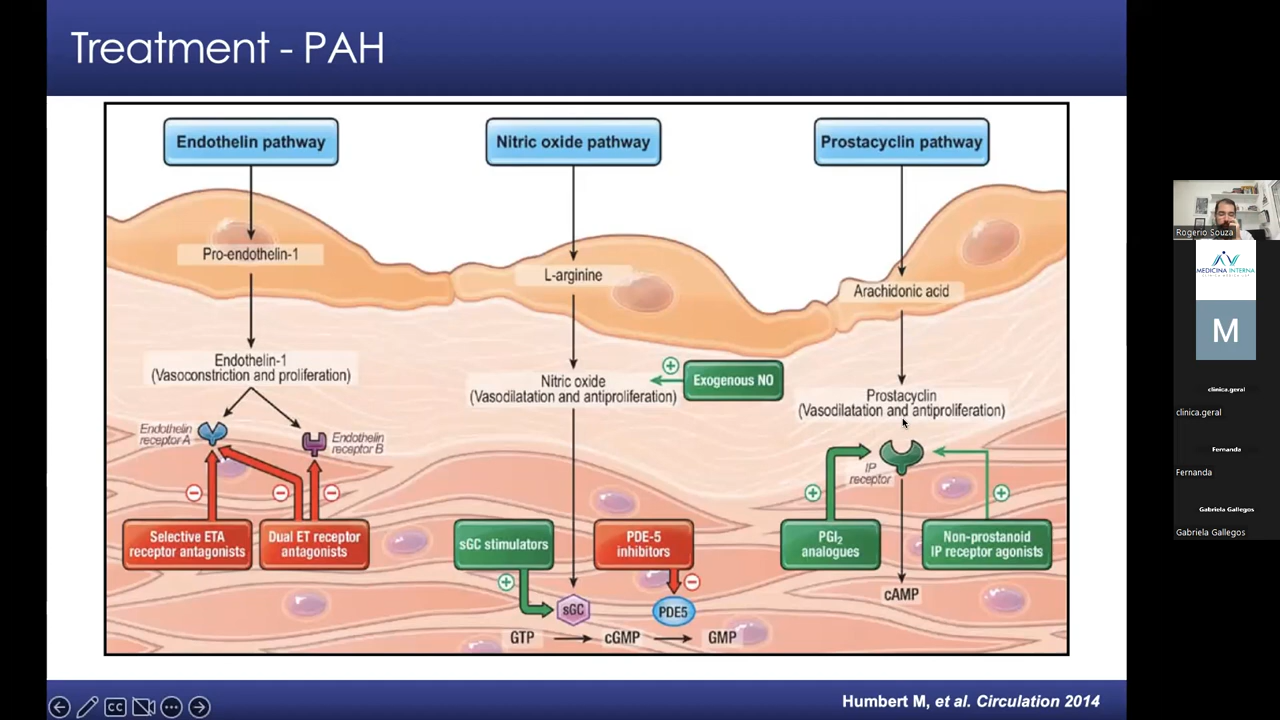 Treatment - PAH
Endothelin pathway
Nitric oxide pathway
Prostacyclin pathway
Pro-endothelin-1
L-arginine
Arachidonic acid
Endothelin-1
(Vasoconstriction and proliferation)
Nitric oxide
(Vasodilatation and antiproliferation)
Exogenous NO
Prostacyclin
(Vasodilatation and antiproliferation)
Endothelin
receptor A
Endothelin
receptor B
IP
receptor
Selective ETA
receptor antagonists
Dual ET receptor
antagonists
sGC stimulators
PDE-5
inhibitors
PGI2
analogues
Non-prostanoid
IP receptor agonists
sGC
PDE5
cAMP
GTP
cGMP
GMP
Humbert M, et al. Circulation 2014
CC
Rogerio Souza
MEDICINA INTERNA
CLÍNICA MÉDICA USP
M
clinica.geral
clinica.geral
Fernanda
Fernanda
Gabriela Gallegos
Gabriela Gallegos